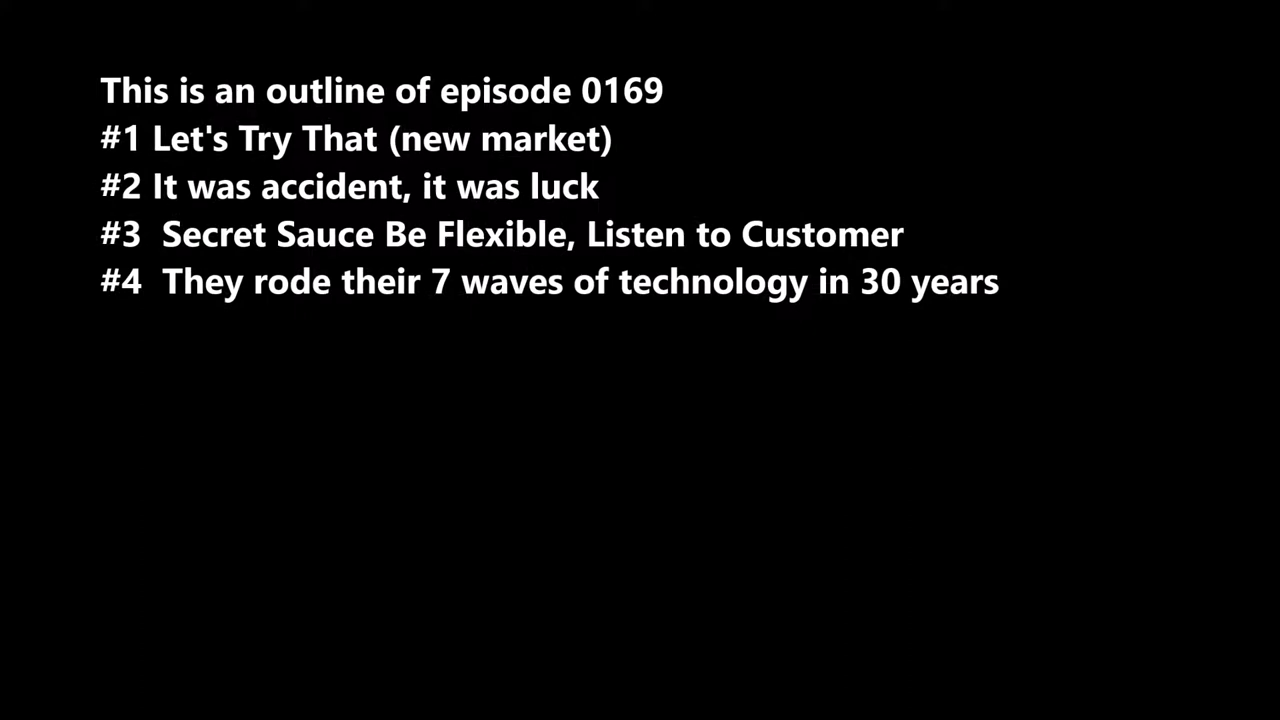 This is an outline of episode 0169
#1 Let's Try That (new market)
#2 It was accident, it was luck
#3  Secret Sauce Be Flexible, Listen to Customer
#4  They rode their 7 waves of technology in 30 years